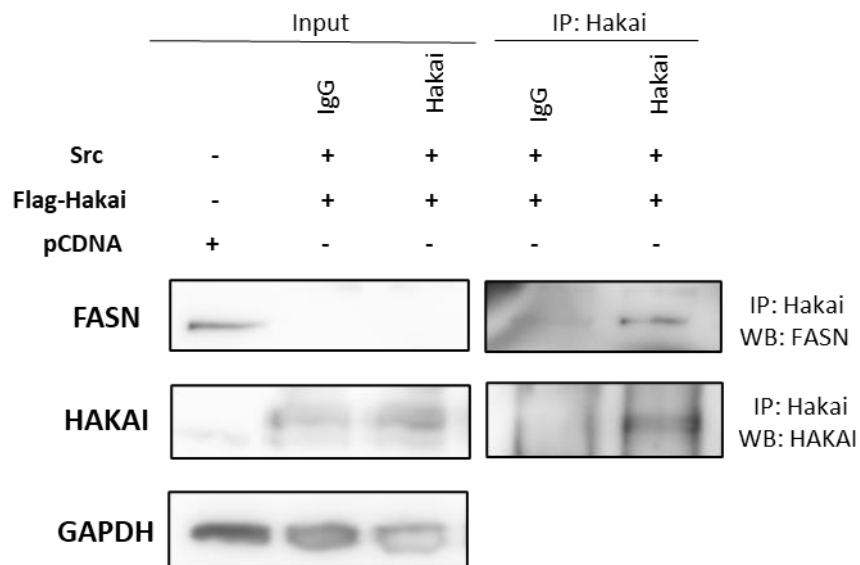 Input IP: Hakai
IgG Hakai IgG Hakai
Src - + + + +
Flag-Hakai - + + + +
pCDNA + - - - -
FASN IP: Hakai
WB: FASN
HAKAI IP: Hakai
WB: HAKAI
GAPDH